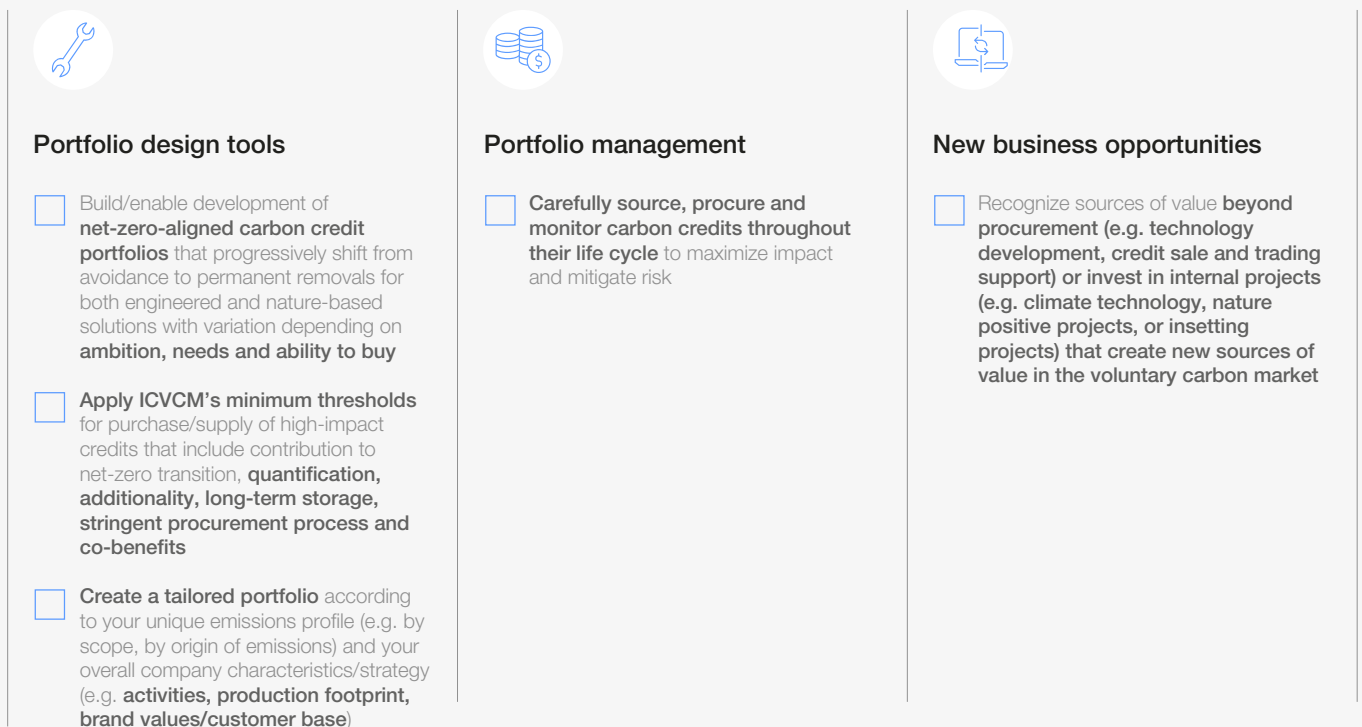 Portfolio design tools
Build/enable development of
net-zero-aligned carbon credit
portfolios that progressively shift from
avoidance to permanent removals for
both engineered and nature-based
solutions with variation depending on
ambition, needs and ability to buy
Apply ICVCM's minimum thresholds
for purchase/supply of high-impact
credits that include contribution to
net-zero transition, quantification,
additionality, long-term storage,
stringent procurement process and
co-benefits
Create a tailored portfolio according
to your unique emissions profile (e.g. by
scope, by origin of emissions) and your
overall company characteristics/strategy
(e.g. activities, production footprint,
brand values/customer base)
Portfolio management
Carefully source, procure and
monitor carbon credits throughout
their life cycle to maximize impact
and mitigate risk
New business opportunities
Recognize sources of value beyond
procurement (e.g. technology
development, credit sale and trading
support) or invest in internal projects
(e.g. climate technology, nature
positive projects, or insetting
projects) that create new sources of
value in the voluntary carbon market